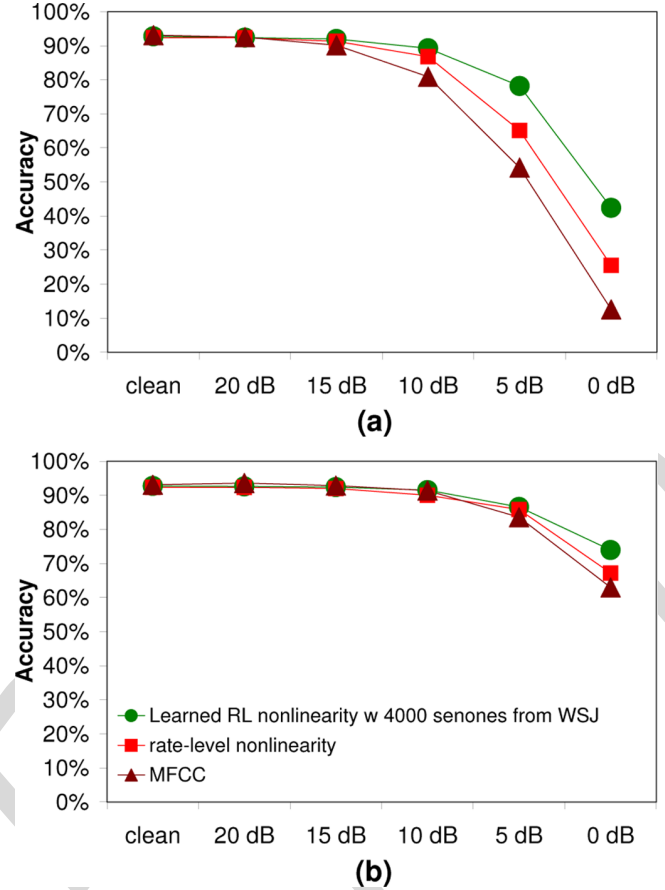 100%
90%
80%
70%
60%
50%
40%
30%
20%
10%
0%
Accuracy
clean 20 dB 15 dB 10 dB 5 dB 0 dB
(a)
100%
90%
80%
70%
60%
50%
40%
30%
20%
10%
0%
Accuracy
Learned RL nonlinearity w 4000 senones from WSJ
rate-level nonlinearity
MFCC
clean 20 dB 15 dB 10 dB 5 dB 0 dB
(b)